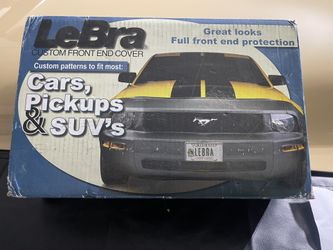 LeBra
CUSTOM FRONT END COVER
Custom patterns to fit most:
Cars,
Pickups
& SUV's
Great looks
Full front end protection
LEBRA